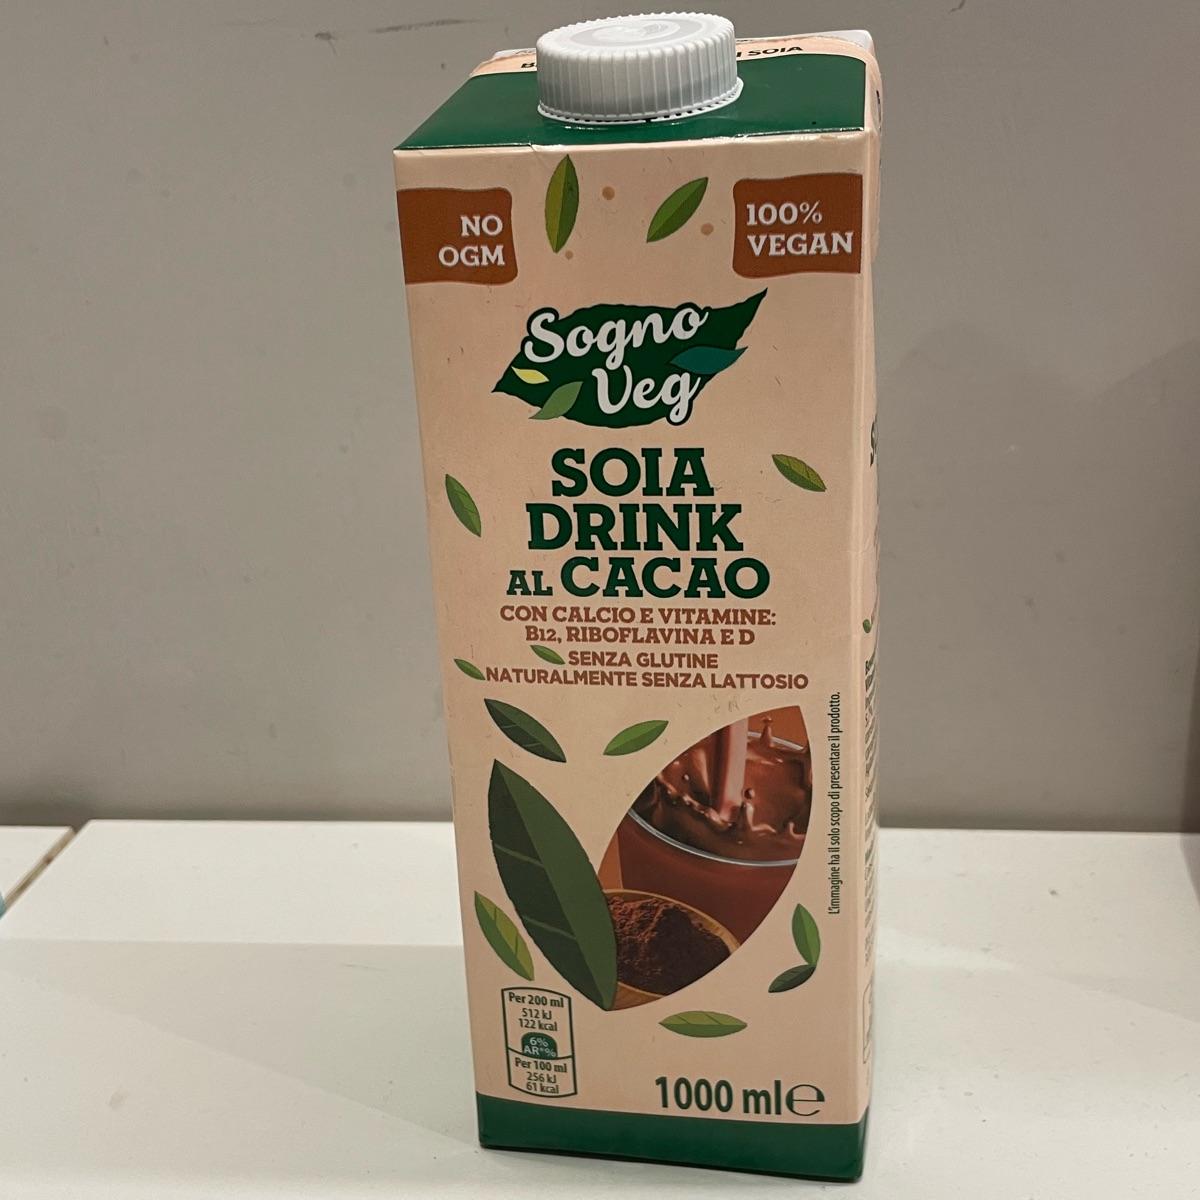 SOIA
NO
OGM
100%
VEGAN
Sogno
Veg
SOIA
DRINK
AL CACAO
CON CALCIO E VITAMINE:
B12, RIBOFLAVINA E D
SENZA GLUTINE
NATURALMENTE SENZA LATTOSIO
L'immagine ha il solo scopo di presentare il prodotto.
Per 200 ml
512 kJ
122 kcal
6%
AR*%
Per 100 ml
256 kJ
61 kcal
1000 ml℮